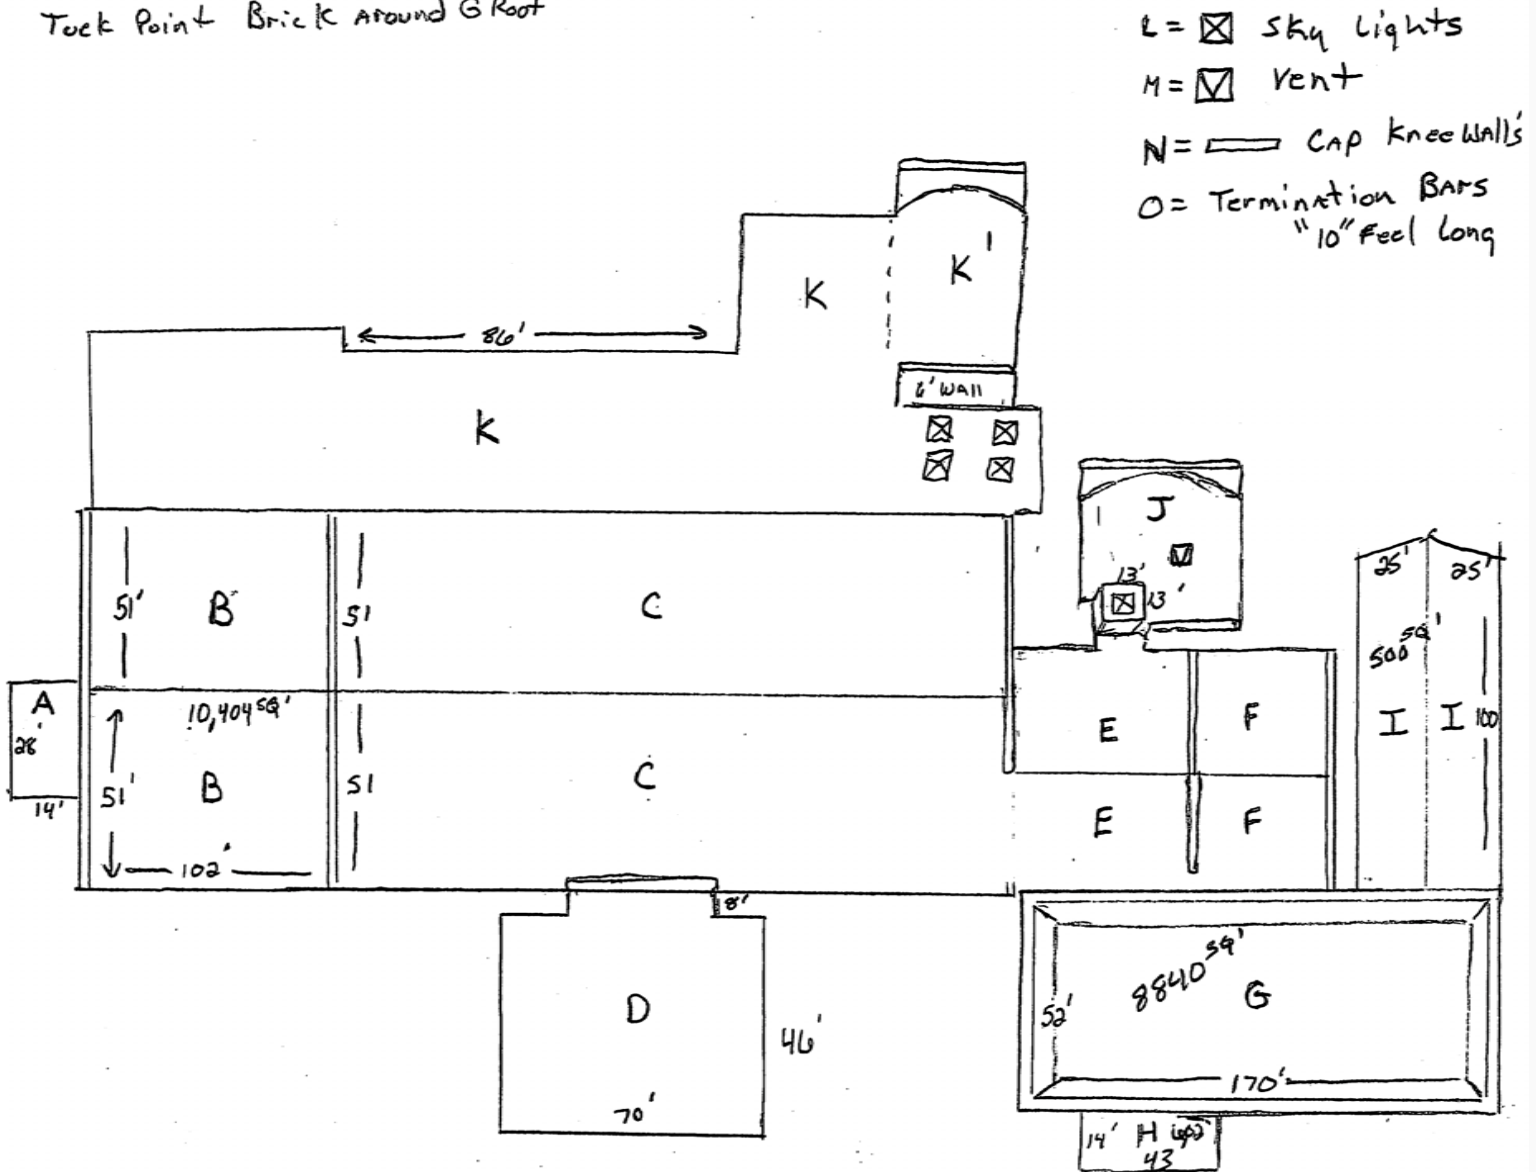 Tuck Point Brick Around G Roof
L = Sky Lights
M = V Vent
N = CAP Knee Walls'
O = Termination BArs
"10" Feel Long
K
K
K'
86'
6' WALL
J
V
13'
13'
25'
25'
500 SQ'
I
I
100
51'
B
51
C
A
28'
14'
10,404 SQ'
51'
B
102'
51
C
E
F
E
F
8'
D
46'
70'
8840 SQ'
G
52'
170'
14' H
43